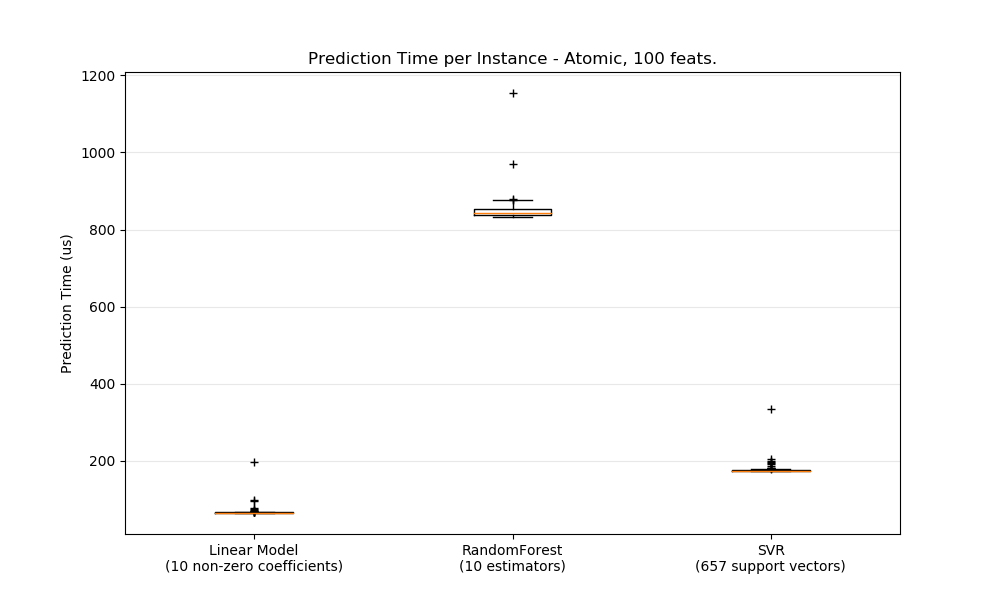 Prediction Time per Instance - Atomic, 100 feats.
1200
1000
800
600
400
200
Prediction Time (us)
Linear Model
(10 non-zero coefficients)
RandomForest
(10 estimators)
SVR
(657 support vectors)